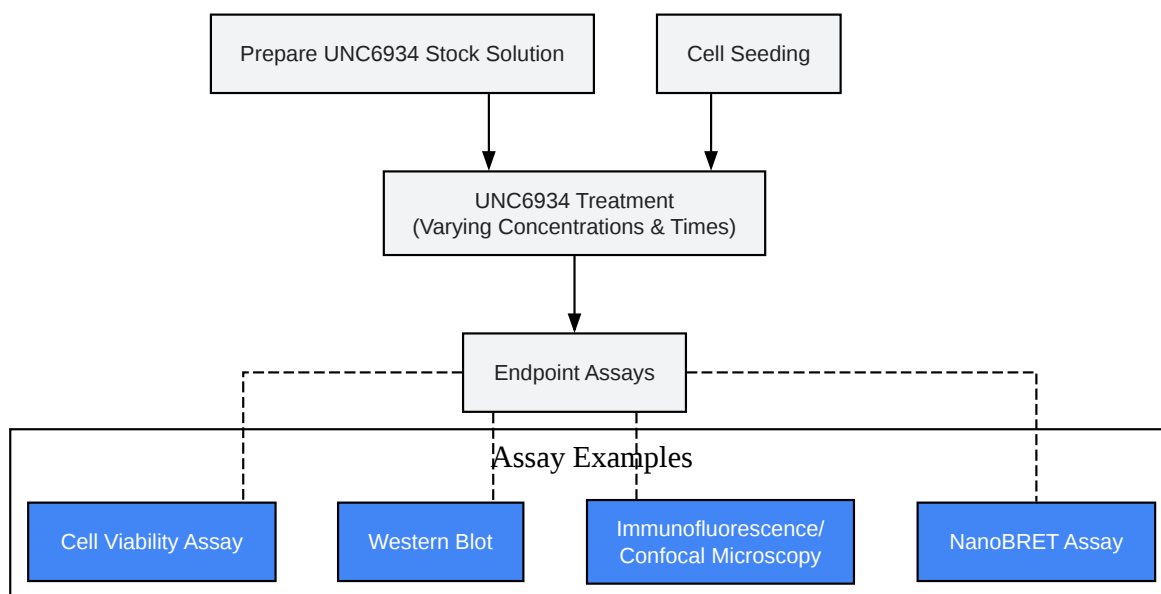 Prepare UNC6934 Stock Solution
Cell Seeding
UNC6934 Treatment
(Varying Concentrations & Times)
Endpoint Assays
Assay Examples
Cell Viability Assay
Western Blot
Immunofluorescence/
Confocal Microscopy
NanoBRET Assay